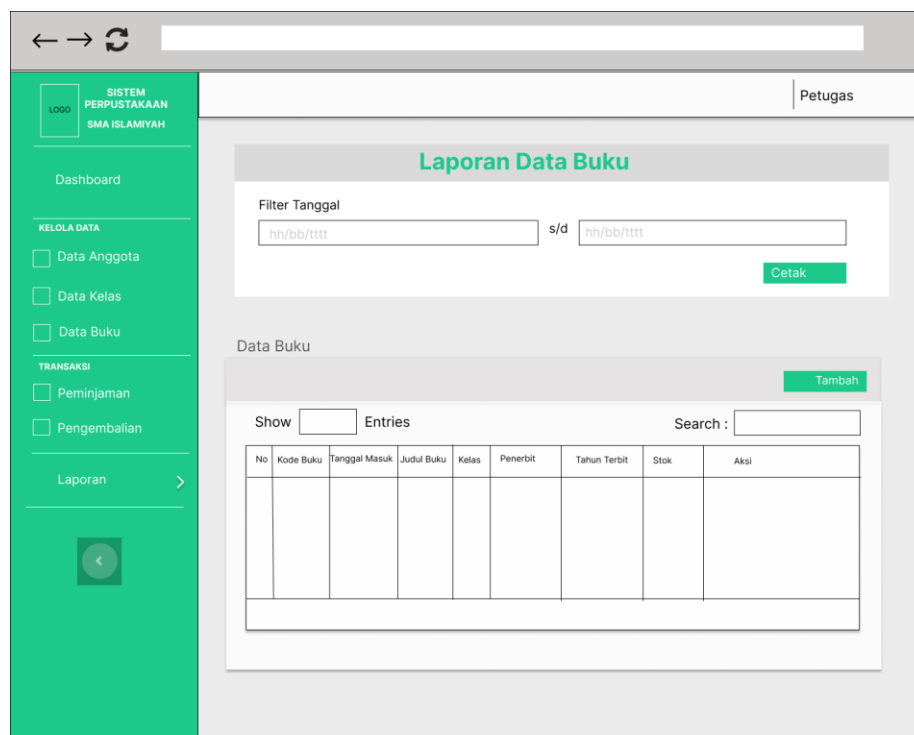 LOGO
SISTEM
PERPUSTAKAAN
SMA ISLAMIYAH
Petugas
Dashboard
KELOLA DATA
Data Anggota
Data Kelas
Data Buku
TRANSAKSI
Peminjaman
Pengembalian
Laporan
Laporan Data Buku
Filter Tanggal
hh/bb/tttt s/d hh/bb/tttt
Cetak
Data Buku
Tambah
Show Entries Search :
No Kode Buku Tanggal Masuk Judul Buku Kelas Penerbit Tahun Terbit Stok Aksi